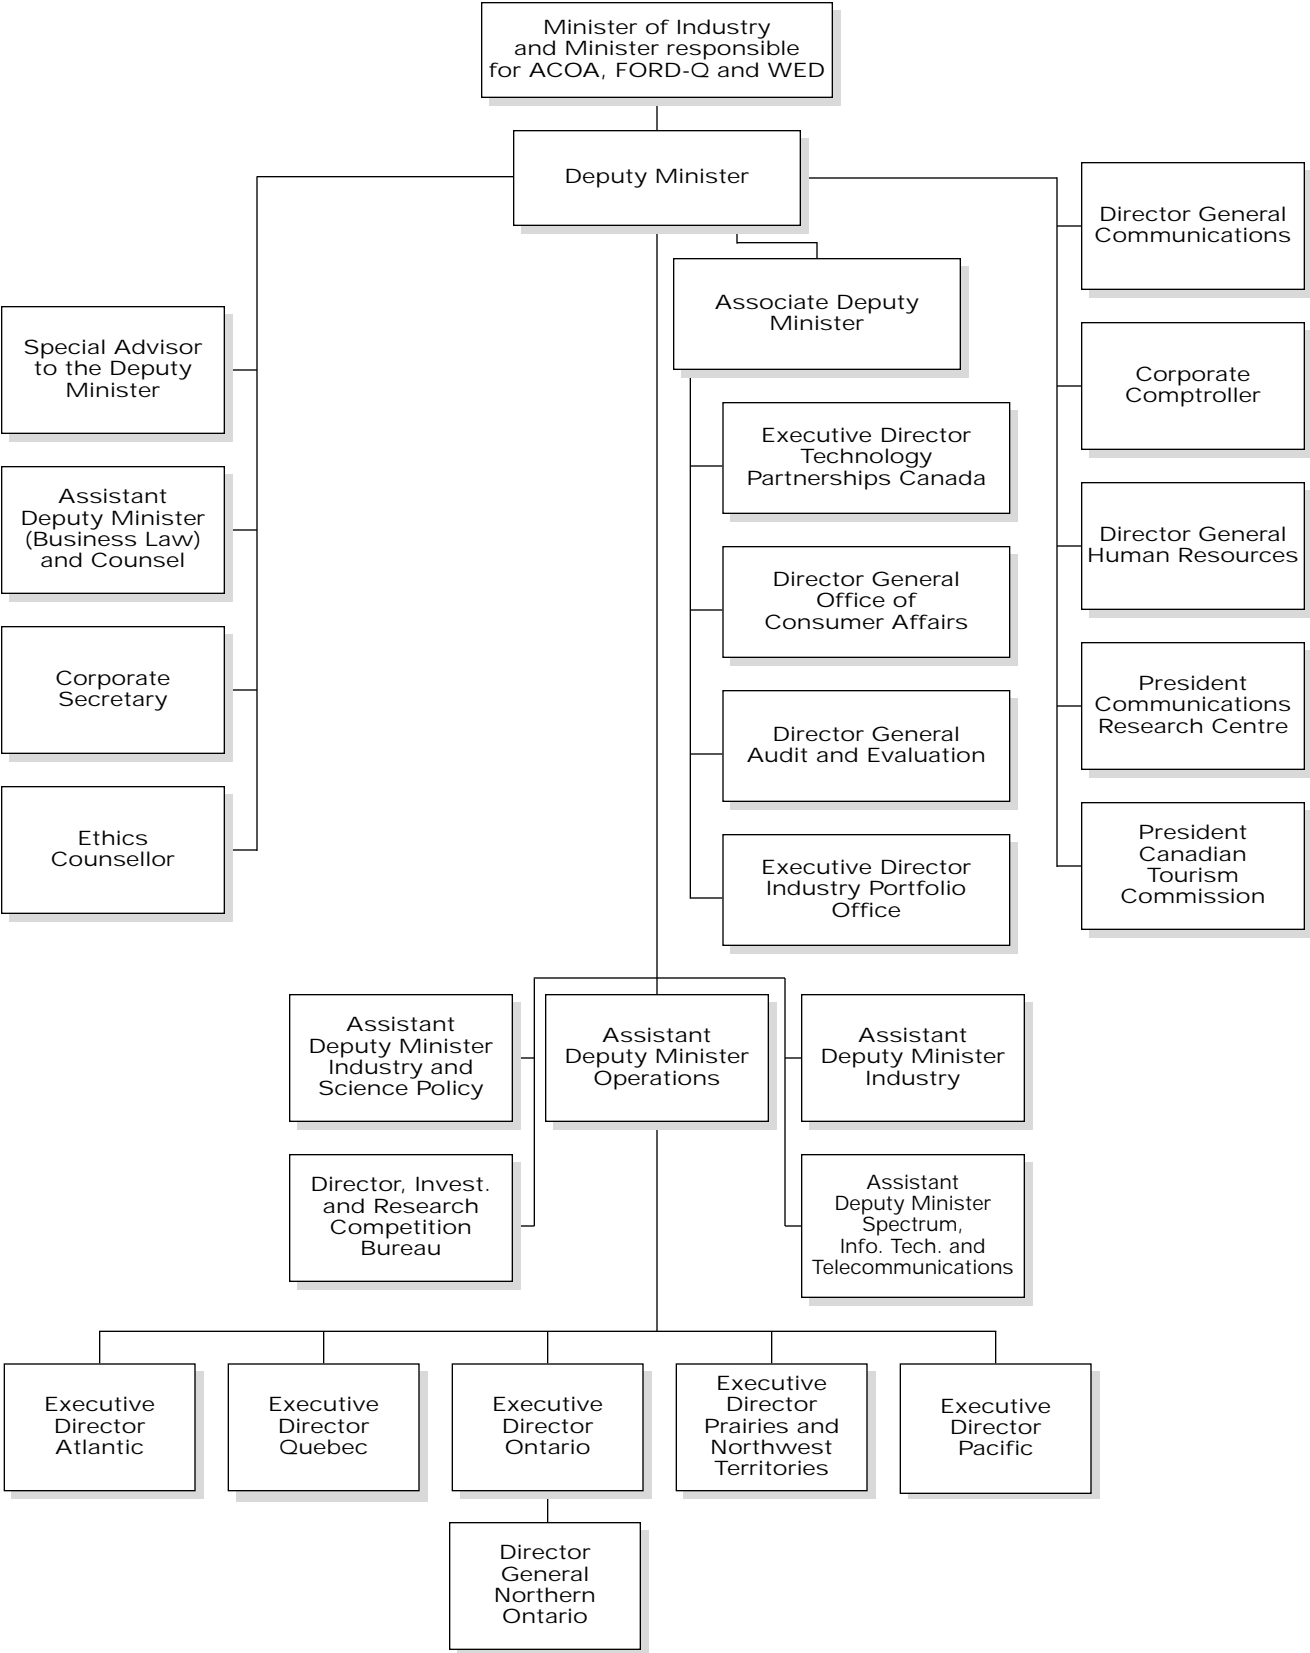 Minister of Industry
and Minister responsible
for ACOA, FORD-Q and WED
Deputy Minister
Director General
Communications
Associate Deputy
Minister
Special Advisor
to the Deputy
Minister
Corporate
Comptroller
Executive Director
Technology
Partnerships Canada
Assistant
Deputy Minister
(Business Law)
and Counsel
Director General
Human Resources
Director General
Office of
Consumer Affairs
Corporate
Secretary
President
Communications
Research Centre
Director General
Audit and Evaluation
Ethics
Counsellor
President
Canadian
Tourism
Commission
Executive Director
Industry Portfolio
Office
Assistant
Deputy Minister
Industry and
Science Policy
Assistant
Deputy Minister
Operations
Assistant
Deputy Minister
Industry
Director, Invest.
and Research
Competition
Bureau
Assistant
Deputy Minister
Spectrum,
Info. Tech. and
Telecommunications
Executive
Director
Atlantic
Executive
Director
Quebec
Executive
Director
Ontario
Executive
Director
Prairies and
Northwest
Territories
Executive
Director
Pacific
Director
General
Northern
Ontario